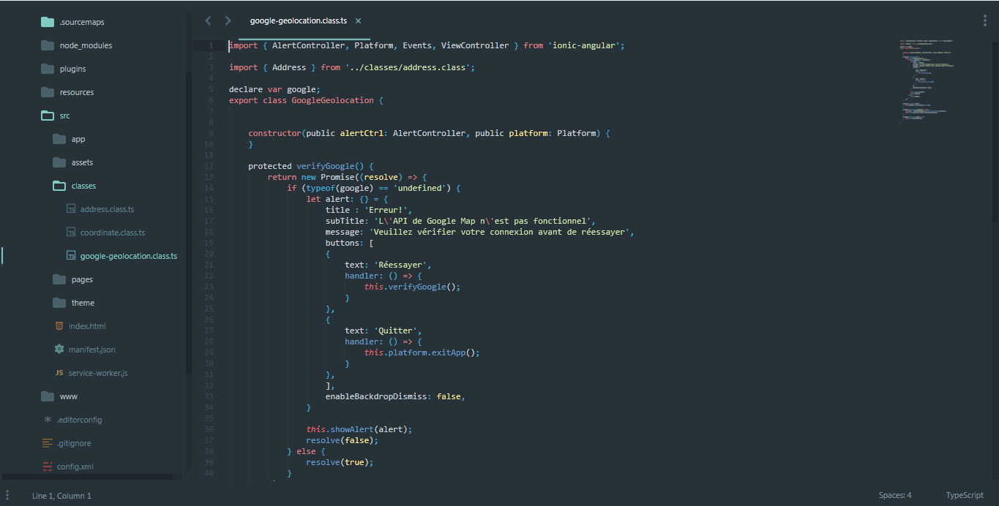 .sourcemaps
node_modules
plugins
resources
src
app
assets
classes
TS address.class.ts
TS coordinate.class.ts
TS google-geolocation.class.ts
pages
theme
index.html
manifest.json
JS service-worker.js
www
.editorconfig
.gitignore
config.xml
google-geolocation.class.ts ×
1 import { AlertController, Platform, Events, ViewController } from 'ionic-angular';
2
3 import { Address } from '../classes/address.class';
4
5 declare var google;
6 export class GoogleGeolocation {
7
8
9     constructor(public alertCtrl: AlertController, public platform: Platform) {
10     }
11
12     protected verifyGoogle() {
13         return new Promise((resolve) => {
14             if (typeof(google) == 'undefined') {
15                 let alert: {} = {
16                     title : 'Erreur!',
17                     subTitle: 'L\'API de Google Map n\'est pas fonctionnel',
18                     message: 'Veuillez vérifier votre connexion avant de réessayer',
19                     buttons: [
20                     {
21                         text: 'Réessayer',
22                         handler: () => {
23                             this.verifyGoogle();
24                         }
25                     },
26                     {
27                         text: 'Quitter',
28                         handler: () => {
29                             this.platform.exitApp();
30                         }
31                     },
32                     ],
33                     enableBackdropDismiss: false,
34                 }
35
36                 this.showAlert(alert);
37                 resolve(false);
38             } else {
39                 resolve(true);
40             }
Line 1, Column 1
Spaces: 4
TypeScript